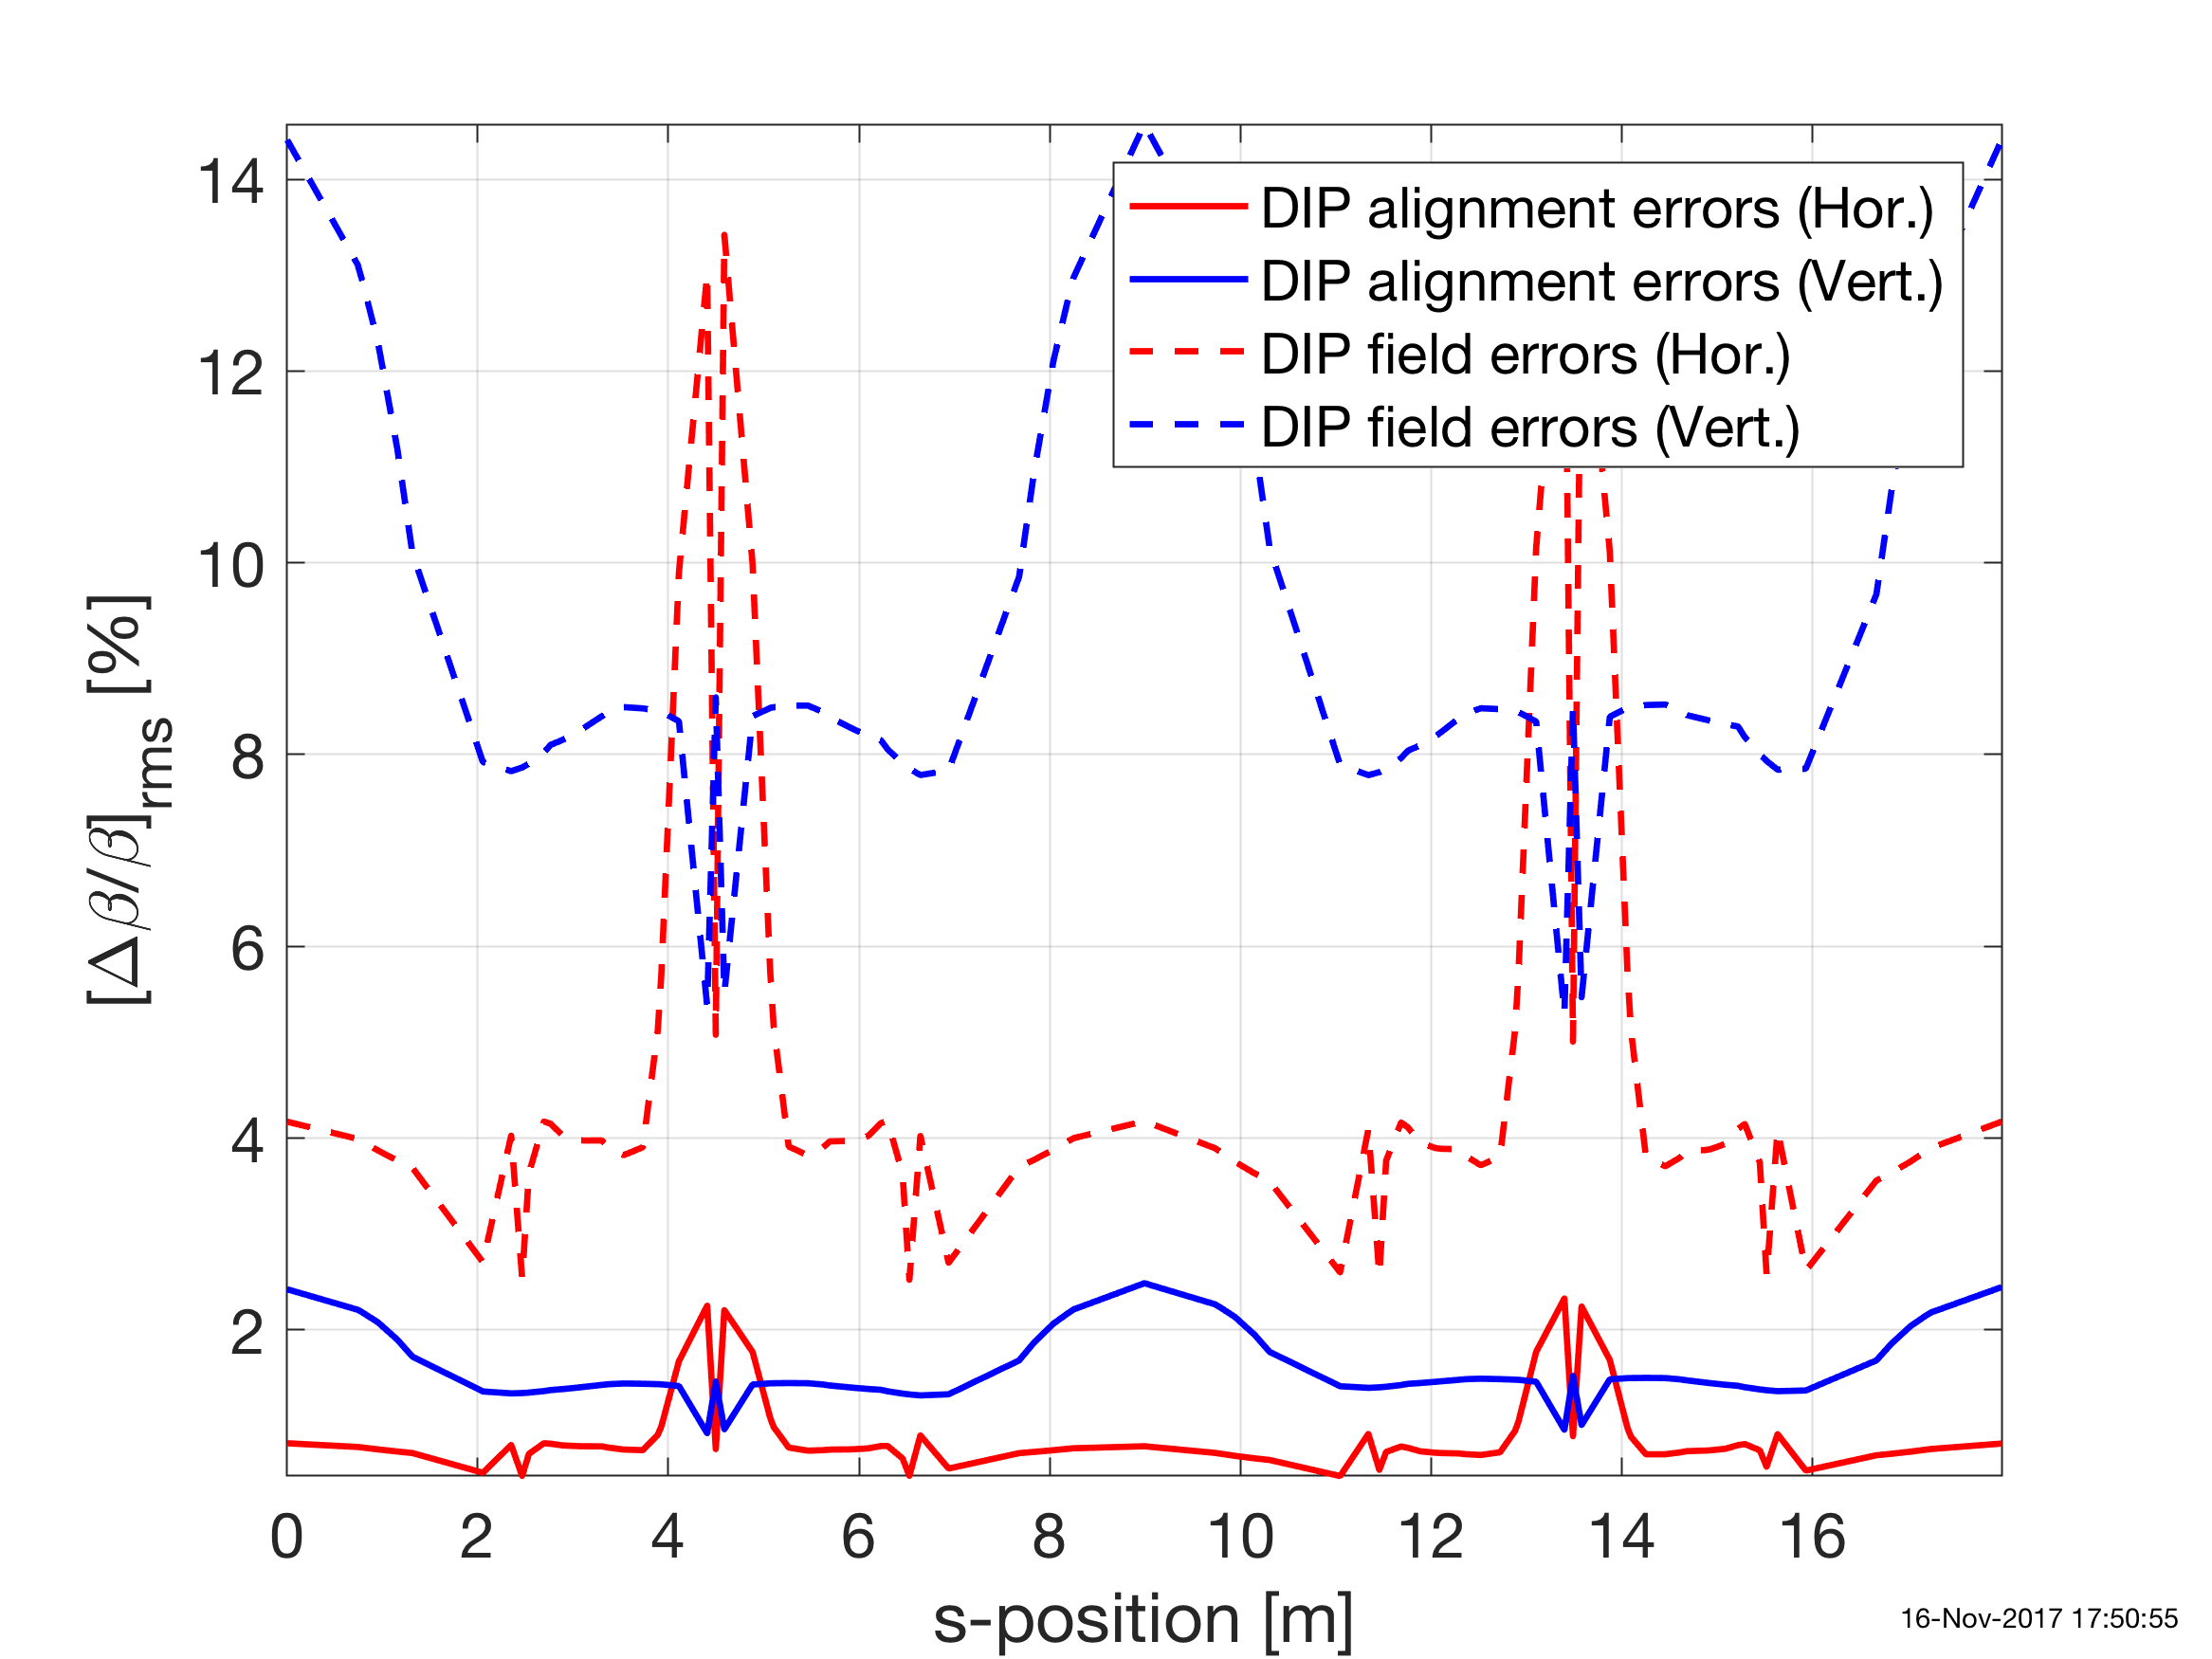 DIP alignment errors (Hor.)
DIP alignment errors (Vert.)
DIP field errors (Hor.)
DIP field errors (Vert.)
14
12
10
8
6
4
2
[Δβ/β]rms [%]
0 2 4 6 8 10 12 14 16
s-position [m]
16-Nov-2017 17:50:55